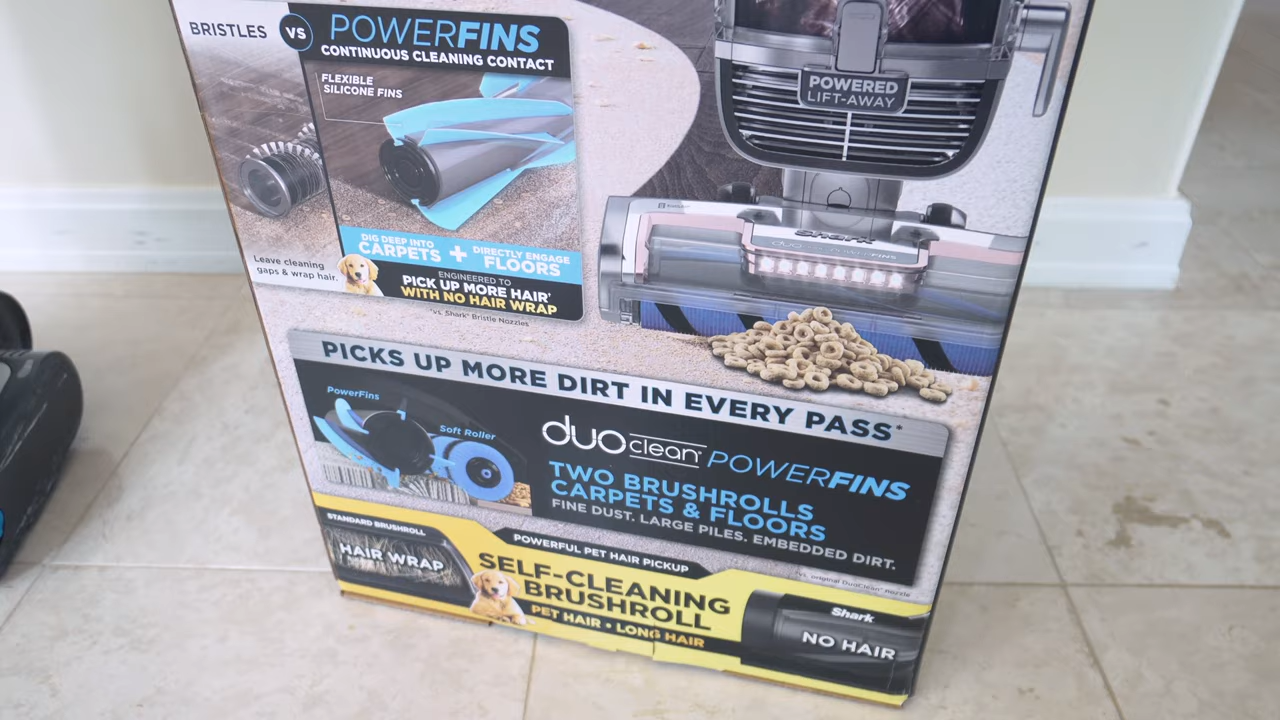 BRISTLES VS POWERFINS
CONTINUOUS CLEANING CONTACT
FLEXIBLE
SILICONE FINS
Leave cleaning
gaps & wrap hair.
DIG DEEP INTO
CARPETS
+
DIRECTLY ENGAGE
FLOORS
ENGINEERED TO
PICK UP MORE HAIR†
WITH NO HAIR WRAP
†vs. Shark® Bristle Nozzles
POWERED
LIFT-AWAY
Shark
duo POWERFINS
PICKS UP MORE DIRT IN EVERY PASS*
PowerFins
Soft Roller
duoclean® POWERFINS
TWO BRUSHROLLS
CARPETS & FLOORS
FINE DUST. LARGE PILES. EMBEDDED DIRT.
*vs. original DuoClean® nozzle
STANDARD BRUSHROLL
HAIR WRAP
POWERFUL PET HAIR PICKUP
SELF-CLEANING
BRUSHROLL
PET HAIR • LONG HAIR
Shark
NO HAIR